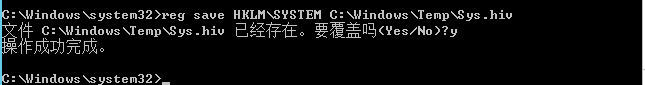 C:\Windows\system32>reg save HKLM\SYSTEM C:\Windows\Temp\Sys.hiv
文件 C:\Windows\Temp\Sys.hiv 已经存在。要覆盖吗(Yes/No)?y
操作成功完成。
C:\Windows\system32>